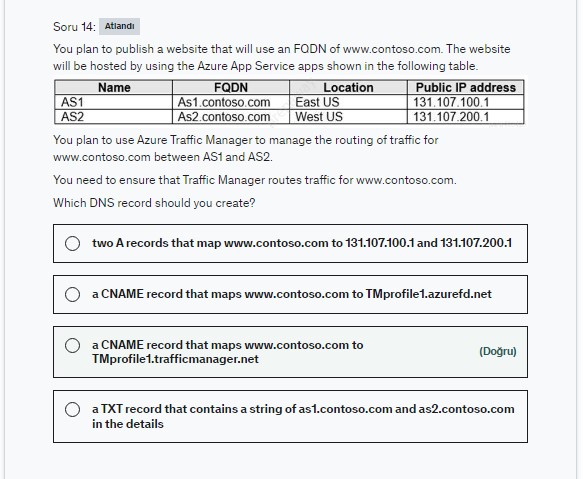 Soru 14: Atlandı
You plan to publish a website that will use an FQDN of www.contoso.com. The website
will be hosted by using the Azure App Service apps shown in the following table.
Name FQDN Location Public IP address
AS1 As1.contoso.com East US 131.107.100.1
AS2 As2.contoso.com West US 131.107.200.1
You plan to use Azure Traffic Manager to manage the routing of traffic for
www.contoso.com between AS1 and AS2.
You need to ensure that Traffic Manager routes traffic for www.contoso.com.
Which DNS record should you create?
two A records that map www.contoso.com to 131.107.100.1 and 131.107.200.1
a CNAME record that maps www.contoso.com to TMprofile1.azurefd.net
a CNAME record that maps www.contoso.com to
TMprofile1.trafficmanager.net
(Doğru)
a TXT record that contains a string of as1.contoso.com and as2.contoso.com
in the details